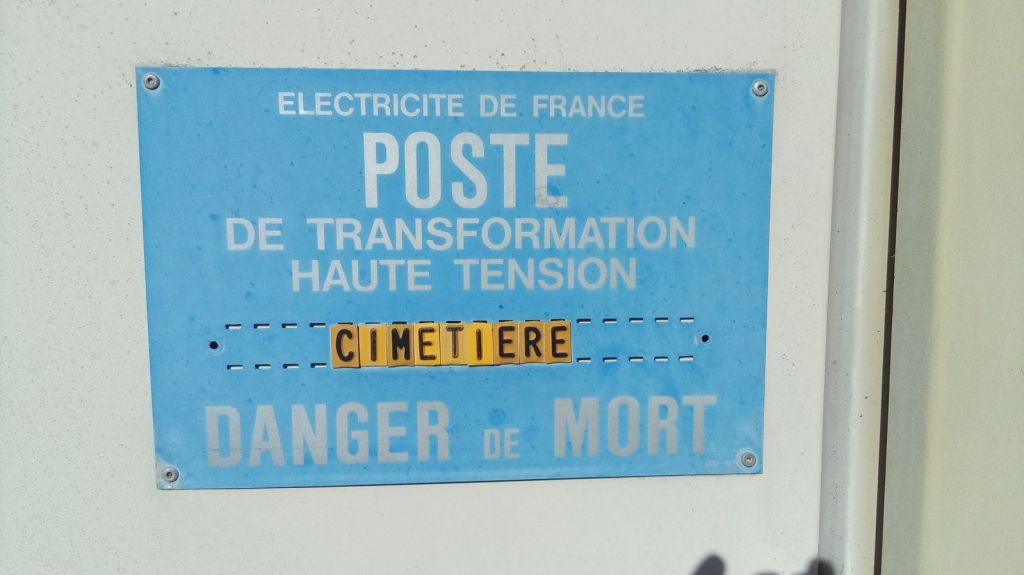 ELECTRICITE DE FRANCE
POSTE
DE TRANSFORMATION
HAUTE TENSION
CIMETIERE
DANGER DE MORT